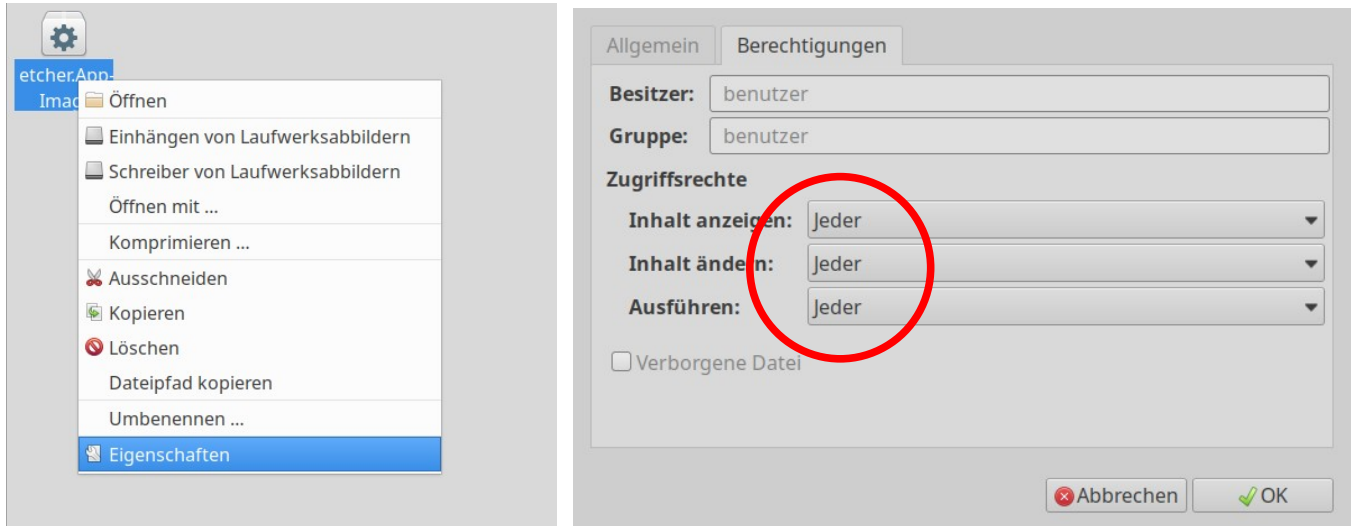 etcher.App-
Imag
Öffnen
Einhängen von Laufwerksabbildern
Schreiber von Laufwerksabbildern
Öffnen mit ...
Komprimieren ...
Ausschneiden
Kopieren
Löschen
Dateipfad kopieren
Umbenennen ...
Eigenschaften
Allgemein Berechtigungen
Besitzer: benutzer
Gruppe: benutzer
Zugriffsrechte
Inhalt anzeigen: Jeder
Inhalt ändern: Jeder
Ausführen: Jeder
Verborgene Datei
Abbrechen OK